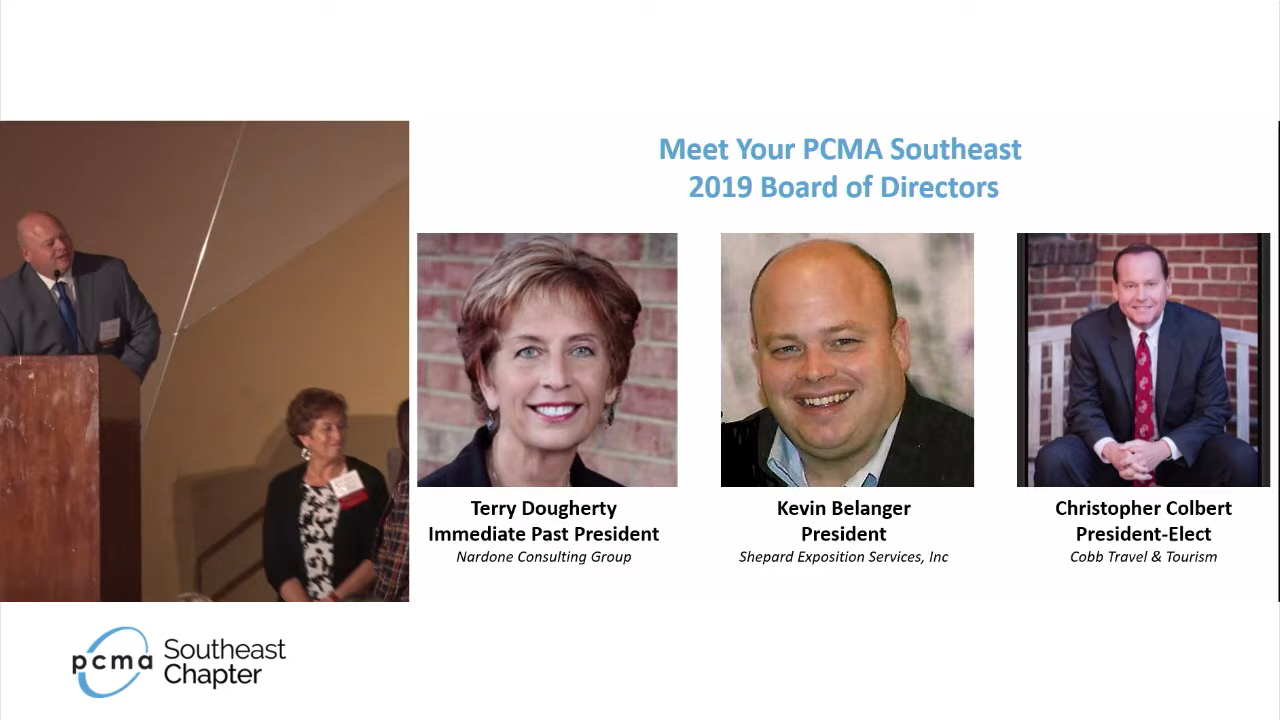 Meet Your PCMA Southeast
2019 Board of Directors
Terry Dougherty
Immediate Past President
Nardone Consulting Group
Kevin Belanger
President
Shepard Exposition Services, Inc
Christopher Colbert
President-Elect
Cobb Travel & Tourism
pcma
Southeast
Chapter